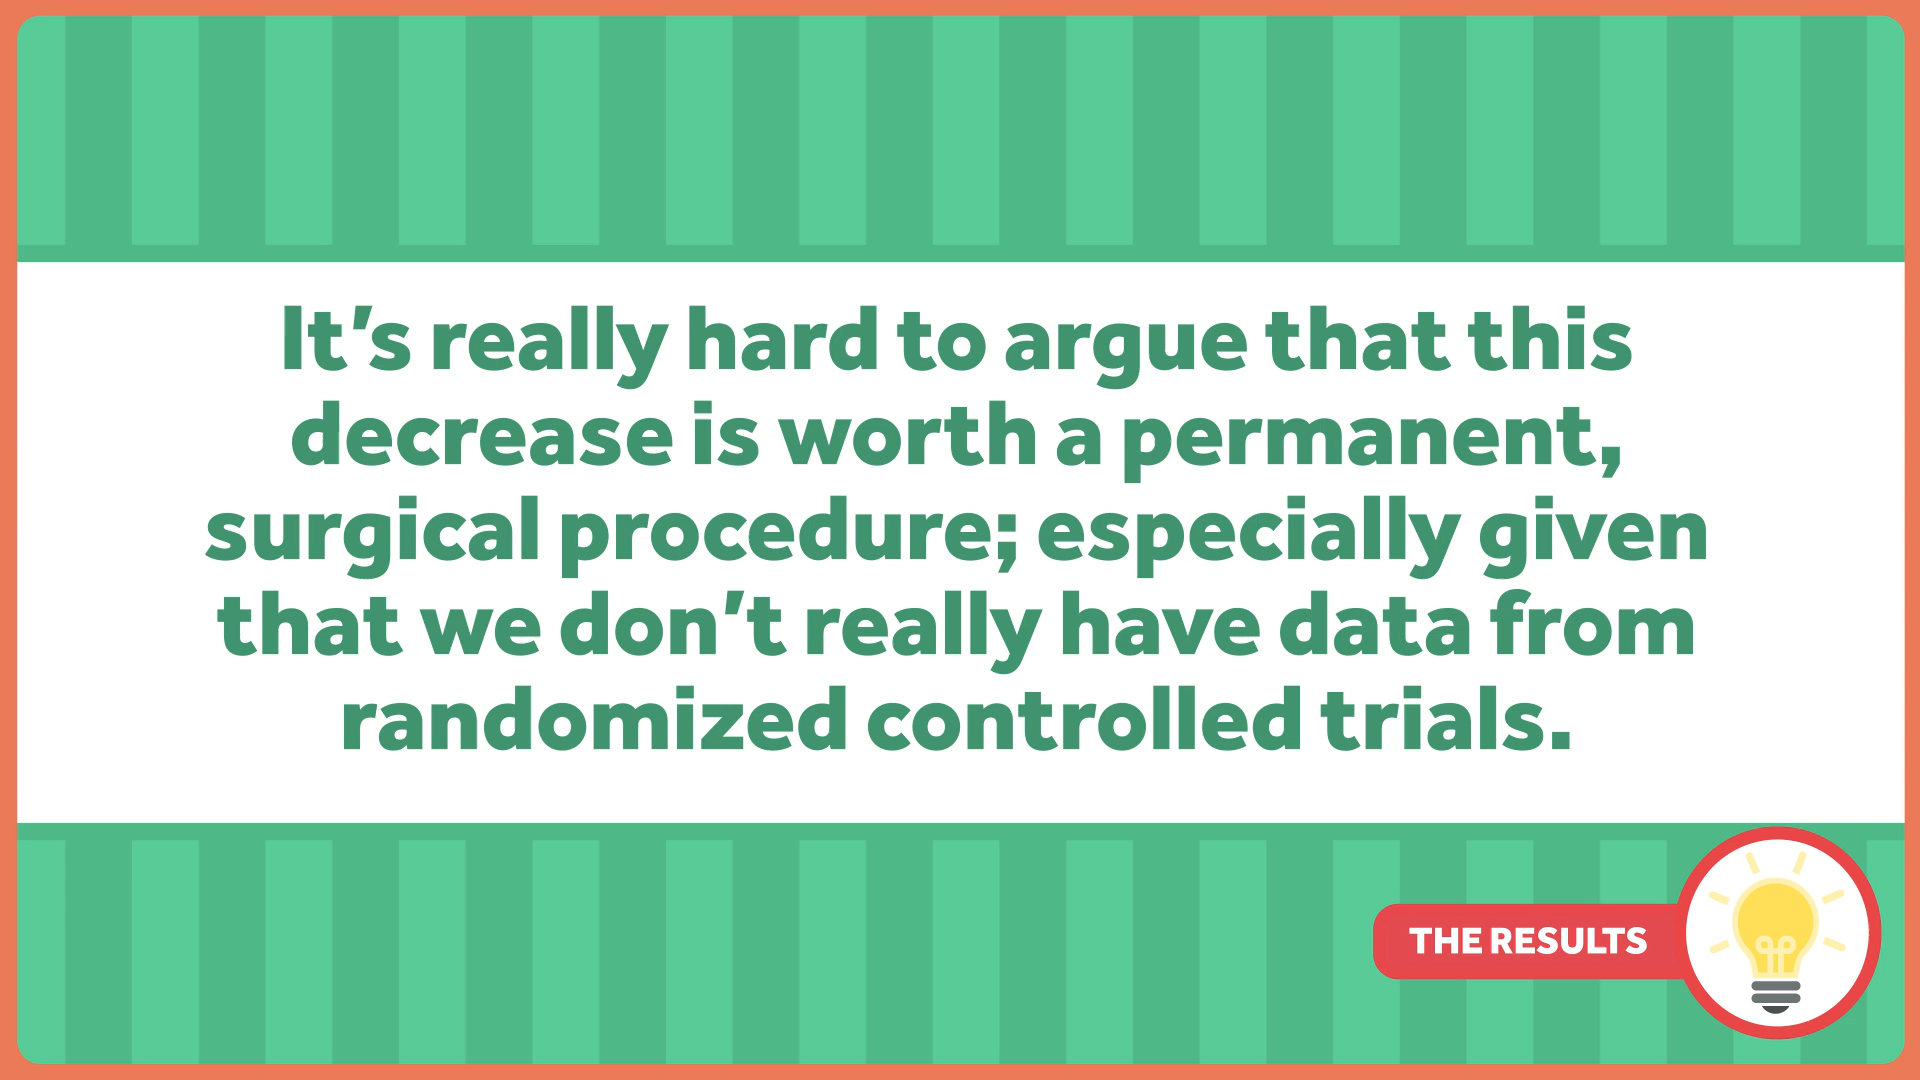 It’s really hard to argue that this
decrease is worth a permanent,
surgical procedure; especially given
that we don’t really have data from
randomized controlled trials.
THE RESULTS